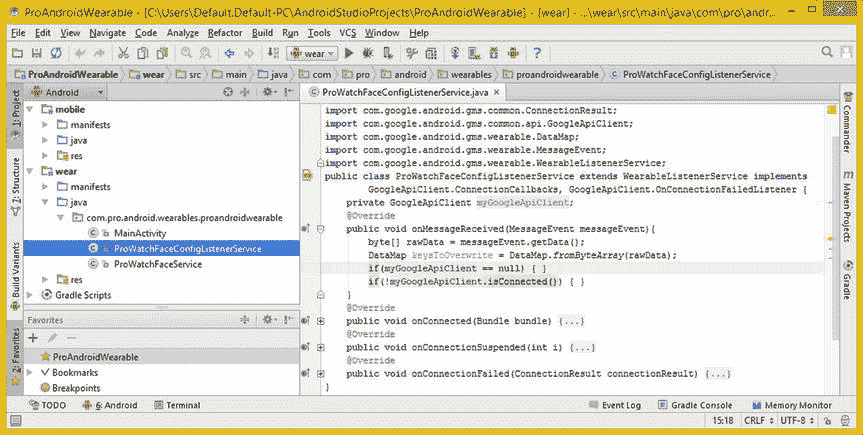 ProAndroidWearable - [C:\Users\Default.Default-PC\AndroidStudioProjects\ProAndroidWearable] - [wear] - ...\wear\src\main\java\com\pro\andr...
File Edit View Navigate Code Analyze Refactor Build Run Tools VCS Window Help
wear
ProAndroidWearable wear src main java com pro android wearables proandroidwearable ProWatchFaceConfigListenerService
1: Project
Z: Structure
Build Variants
2: Favorites
Android
mobile
manifests
java
res
wear
manifests
java
com.pro.android.wearables.proandroidwearable
MainActivity
ProWatchFaceConfigListenerService
ProWatchFaceService
res
Gradle Scripts
Favorites
ProAndroidWearable
Bookmarks
Breakpoints
ProWatchFaceConfigListenerService.java
import com.google.android.gms.common.ConnectionResult;
import com.google.android.gms.common.api.GoogleApiClient;
import com.google.android.gms.wearable.DataMap;
import com.google.android.gms.wearable.MessageEvent;
import com.google.android.gms.wearable.WearableListenerService;
public class ProWatchFaceConfigListenerService extends WearableListenerService implements
GoogleApiClient.ConnectionCallbacks, GoogleApiClient.OnConnectionFailedListener {
private GoogleApiClient myGoogleApiClient;
@Override
public void onMessageReceived(MessageEvent messageEvent){
byte[] rawData = messageEvent.getData();
DataMap keysToOverwrite = DataMap.fromByteArray(rawData);
if(myGoogleApiClient == null) { }
if(!myGoogleApiClient.isConnected()) { }
}
@Override
public void onConnected(Bundle bundle) {...}
@Override
public void onConnectionSuspended(int i) {...}
@Override
public void onConnectionFailed(ConnectionResult connectionResult) {...}
}
Commander
Maven Projects
Gradle
TODO 6: Android Terminal Event Log Gradle Console Memory Monitor
15:18 CRLF UTF-8